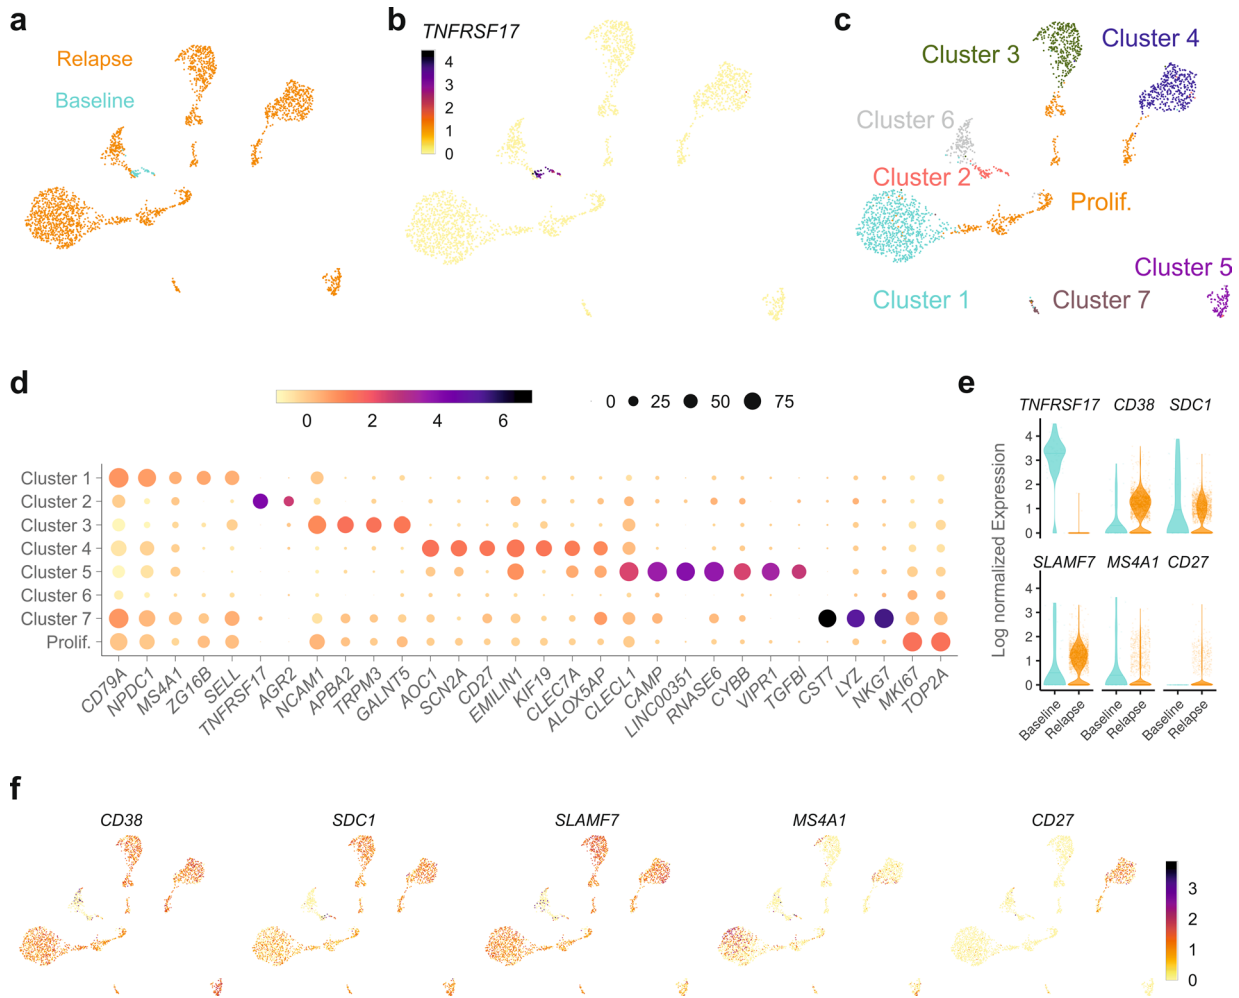 a
Relapse
Baseline
b
TNFRSF17
4
3
2
1
0
c
Cluster 3
Cluster 4
Cluster 6
Cluster 2
Prolif.
Cluster 5
Cluster 1
Cluster 7
d
0 2 4 6
0 25 50 75
Cluster 1
Cluster 2
Cluster 3
Cluster 4
Cluster 5
Cluster 6
Cluster 7
Prolif.
CD79A
NPDC1
MS4A1
ZG16B
SELL
TNFRSF17
AGR2
NCAM1
APBA2
TRPM3
GALNT5
AOC1
SCN2A
CD27
EMILIN1
KIF19
CLEC7A
ALOX5AP
CLECL1
CAMP
LINC00351
RNASE6
CYBB
VIPR1
TGFBI
CST7
LYZ
NKG7
MKI67
TOP2A
e
TNFRSF17 CD38 SDC1
4
3
2
1
0
Log normalized Expression
SLAMF7 MS4A1 CD27
4
3
2
1
0
Baseline
Relapse
Baseline
Relapse
Baseline
Relapse
f
CD38 SDC1 SLAMF7 MS4A1 CD27
3
2
1
0